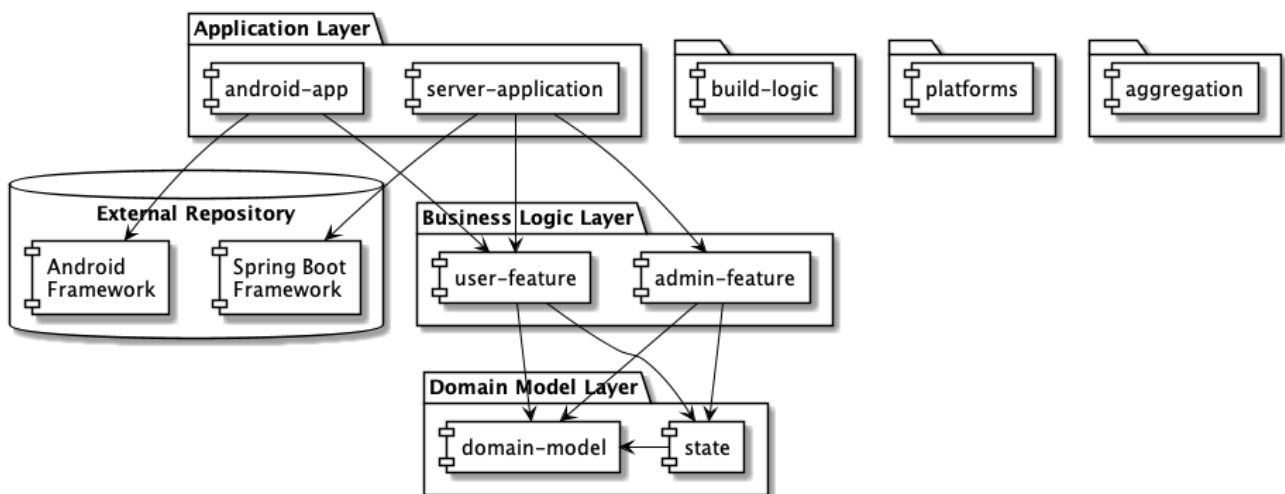 Application Layer
android-app
server-application
build-logic
platforms
aggregation
External Repository
Android
Framework
Spring Boot
Framework
Business Logic Layer
user-feature
admin-feature
Domain Model Layer
domain-model
state